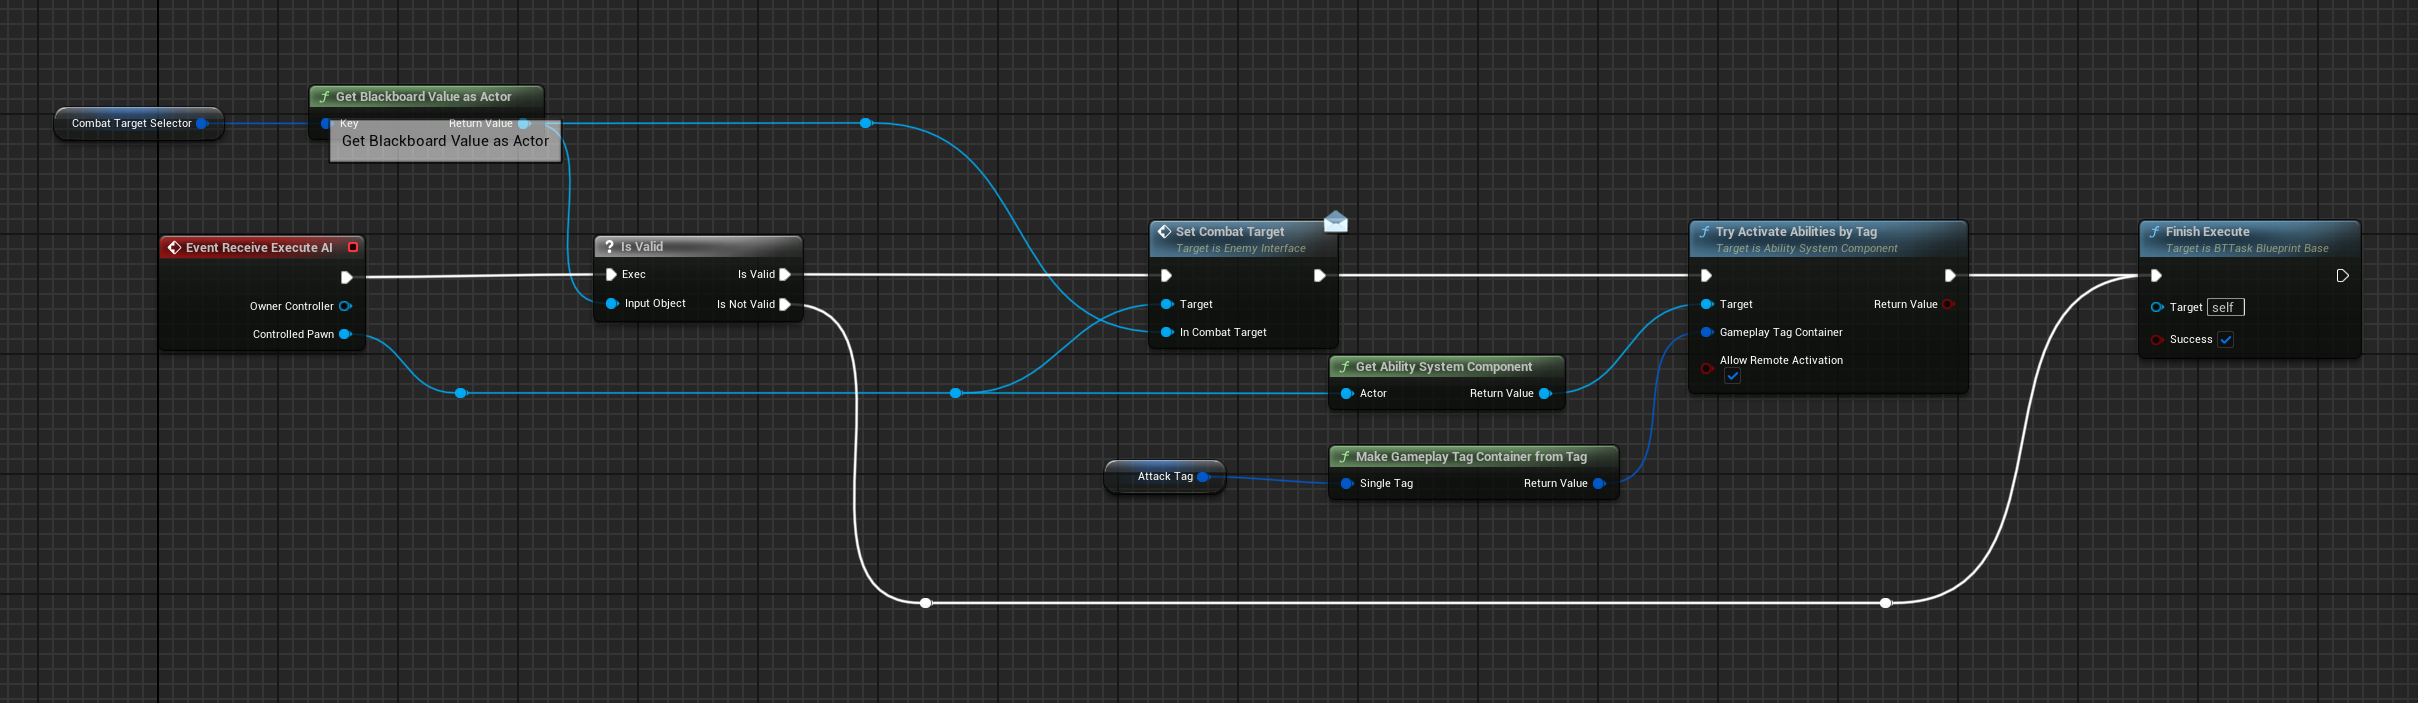 Get Blackboard Value as Actor
Combat Target Selector
Key
Return Value
Get Blackboard Value as Actor
Event Receive Execute AI
Owner Controller
Controlled Pawn
? Is Valid
Exec
Is Valid
Input Object
Is Not Valid
Set Combat Target
Target is Enemy Interface
Target
In Combat Target
Get Ability System Component
Actor
Return Value
Attack Tag
Make Gameplay Tag Container from Tag
Single Tag
Return Value
Try Activate Abilities by Tag
Target is Ability System Component
Target
Return Value
Gameplay Tag Container
Allow Remote Activation
Finish Execute
Target is BTTask Blueprint Base
Target self
Success